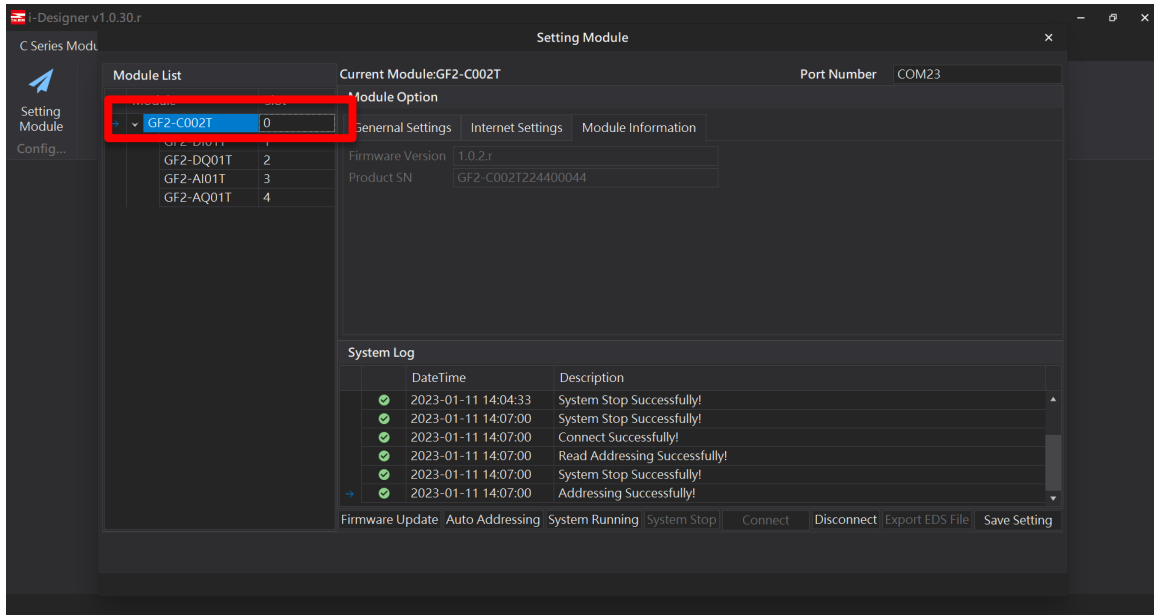 i-Designer v1.0.30.r
Setting Module
C Series Modu
Setting
Module
Config...
Module List
Module Slot
GF2-C002T 0
GF2-DI01T 1
GF2-DQ01T 2
GF2-AI01T 3
GF2-AQ01T 4
Current Module:GF2-C002T
Port Number COM23
Module Option
Genernal Settings Internet Settings Module Information
Firmware Version 1.0.2.r
Product SN GF2-C002T224400044
System Log
DateTime Description
2023-01-11 14:04:33 System Stop Successfully!
2023-01-11 14:07:00 System Stop Successfully!
2023-01-11 14:07:00 Connect Successfully!
2023-01-11 14:07:00 Read Addressing Successfully!
2023-01-11 14:07:00 System Stop Successfully!
2023-01-11 14:07:00 Addressing Successfully!
Firmware Update Auto Addressing System Running System Stop Connect Disconnect Export EDS File Save Setting